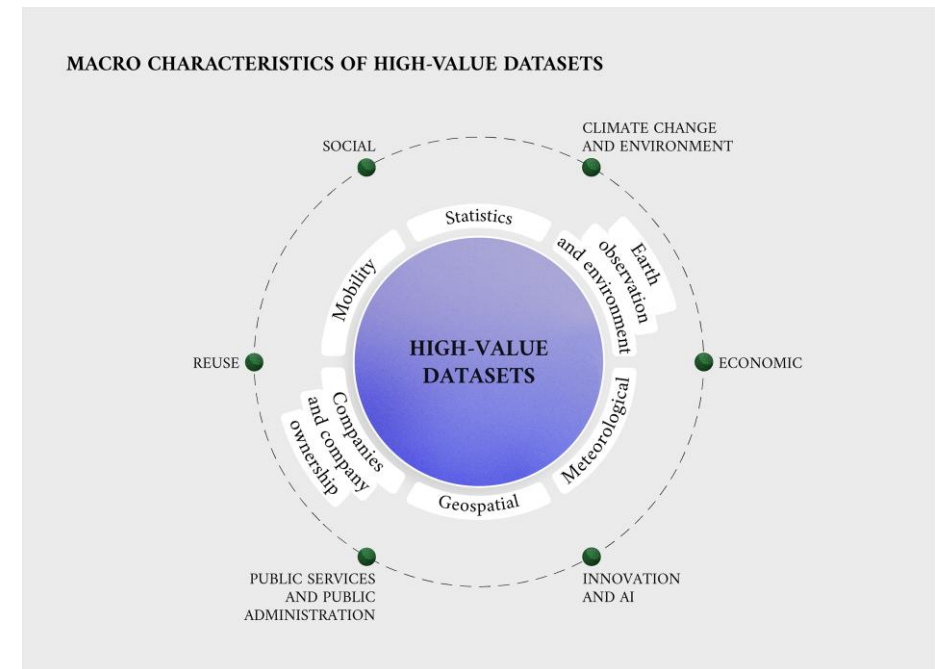 MACRO CHARACTERISTICS OF HIGH-VALUE DATASETS
SOCIAL
CLIMATE CHANGE
AND ENVIRONMENT
Statistics
Earth
observation
and environment
Mobility
HIGH-VALUE
DATASETS
REUSE
ECONOMIC
Companies
and company
ownership
Meteorological
Geospatial
PUBLIC SERVICES
AND PUBLIC
ADMINISTRATION
INNOVATION
AND AI